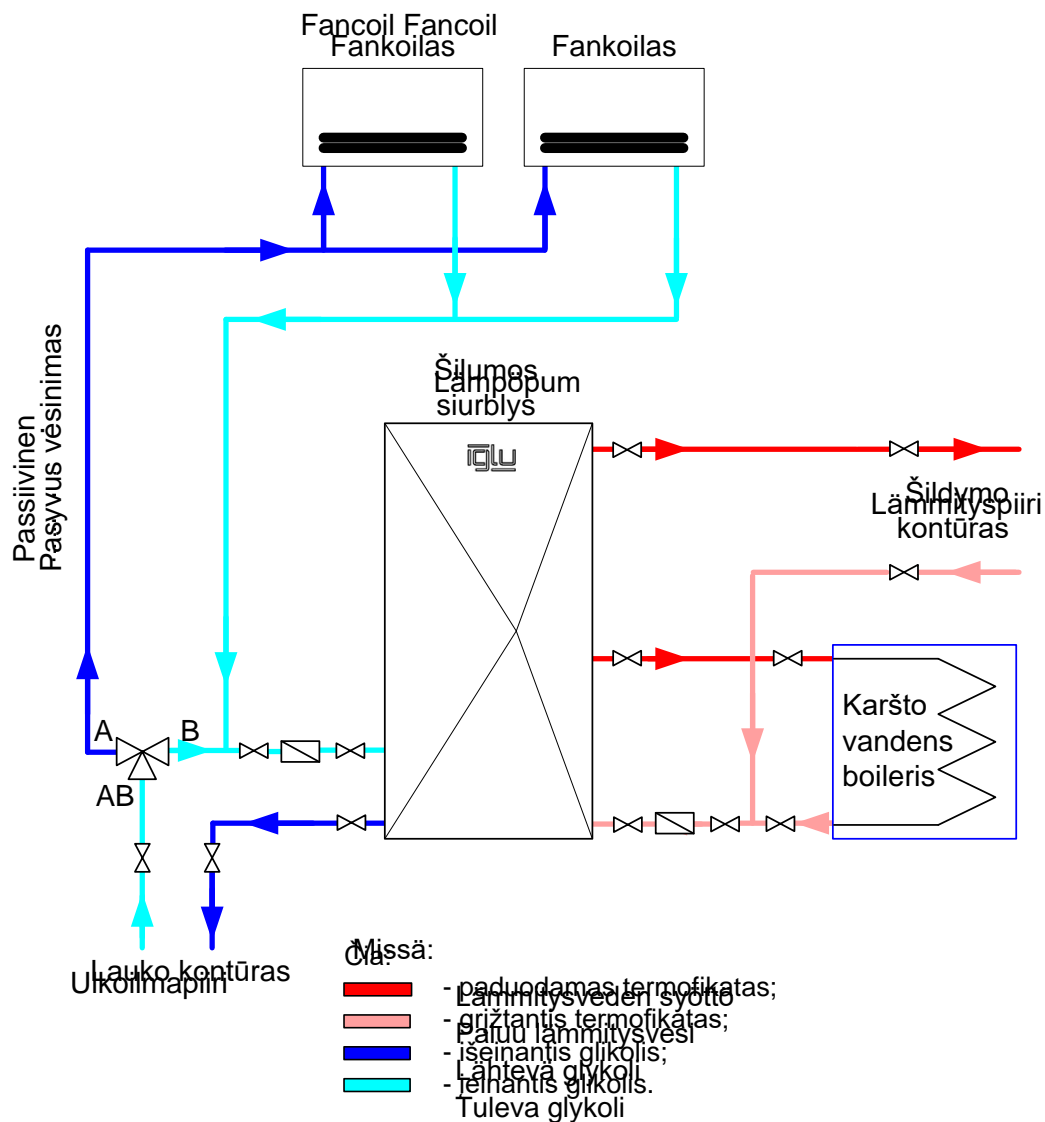 Fancoil Fancoil
Fankoilas
Fankoilas
Passiivinen
Pasyvus vėsinimas
Šilumos
siurblys
Lämpöpum
iglu
Šildymo
kontūras
Lämmityspiiri
A
B
AB
Karšto
vandens
boileris
Lauko kontūras
Ulkoilmapiiri
Čia:
Missä:
- paduodamas termofikatas;
Lämmitysveden syöttö
- grižtantis termofikatas;
Paluu lämmitysvesi
- išeinantis glikolis;
Lähtevä glykoli
- įeinantis glikolis.
Tuleva glykoli